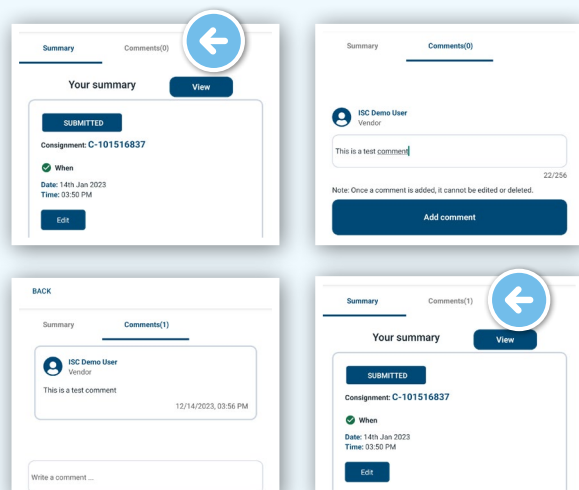 Summary Comments(0)
Your summary View
SUBMITTED
Consignment: C-101516837
When
Date: 14th Jan 2023
Time: 03:50 PM
Edit
Summary Comments(0)
ISC Demo User
Vendor
This is a test comment
22/256
Note: Once a comment is added, it cannot be edited or deleted.
Add comment
BACK
Summary Comments(1)
ISC Demo User
Vendor
This is a test comment
12/14/2023, 03:56 PM
Write a comment ...
Summary Comments(1)
Your summary View
SUBMITTED
Consignment: C-101516837
When
Date: 14th Jan 2023
Time: 03:50 PM
Edit